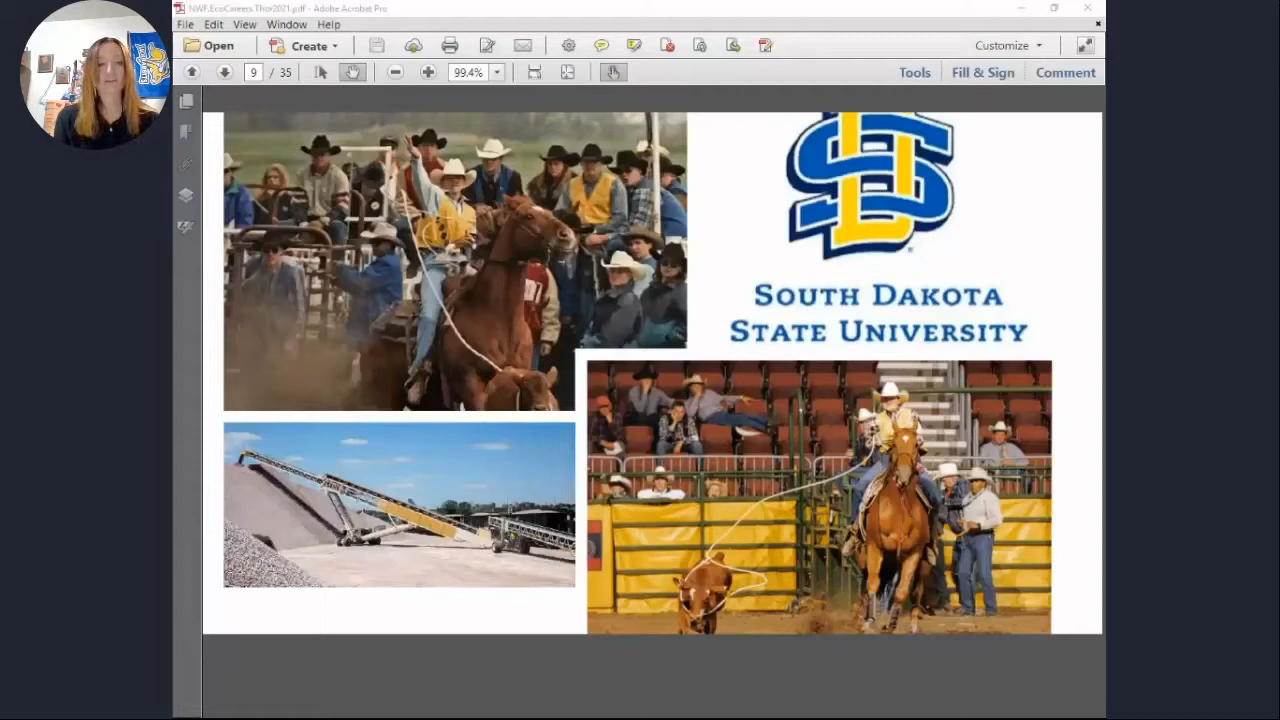 NWF.EcoCareers.Thor2021.pdf - Adobe Acrobat Pro
File Edit View Window Help
Open Create Customize
9 / 35 99.4% Tools Fill & Sign Comment
SOUTH DAKOTA
STATE UNIVERSITY